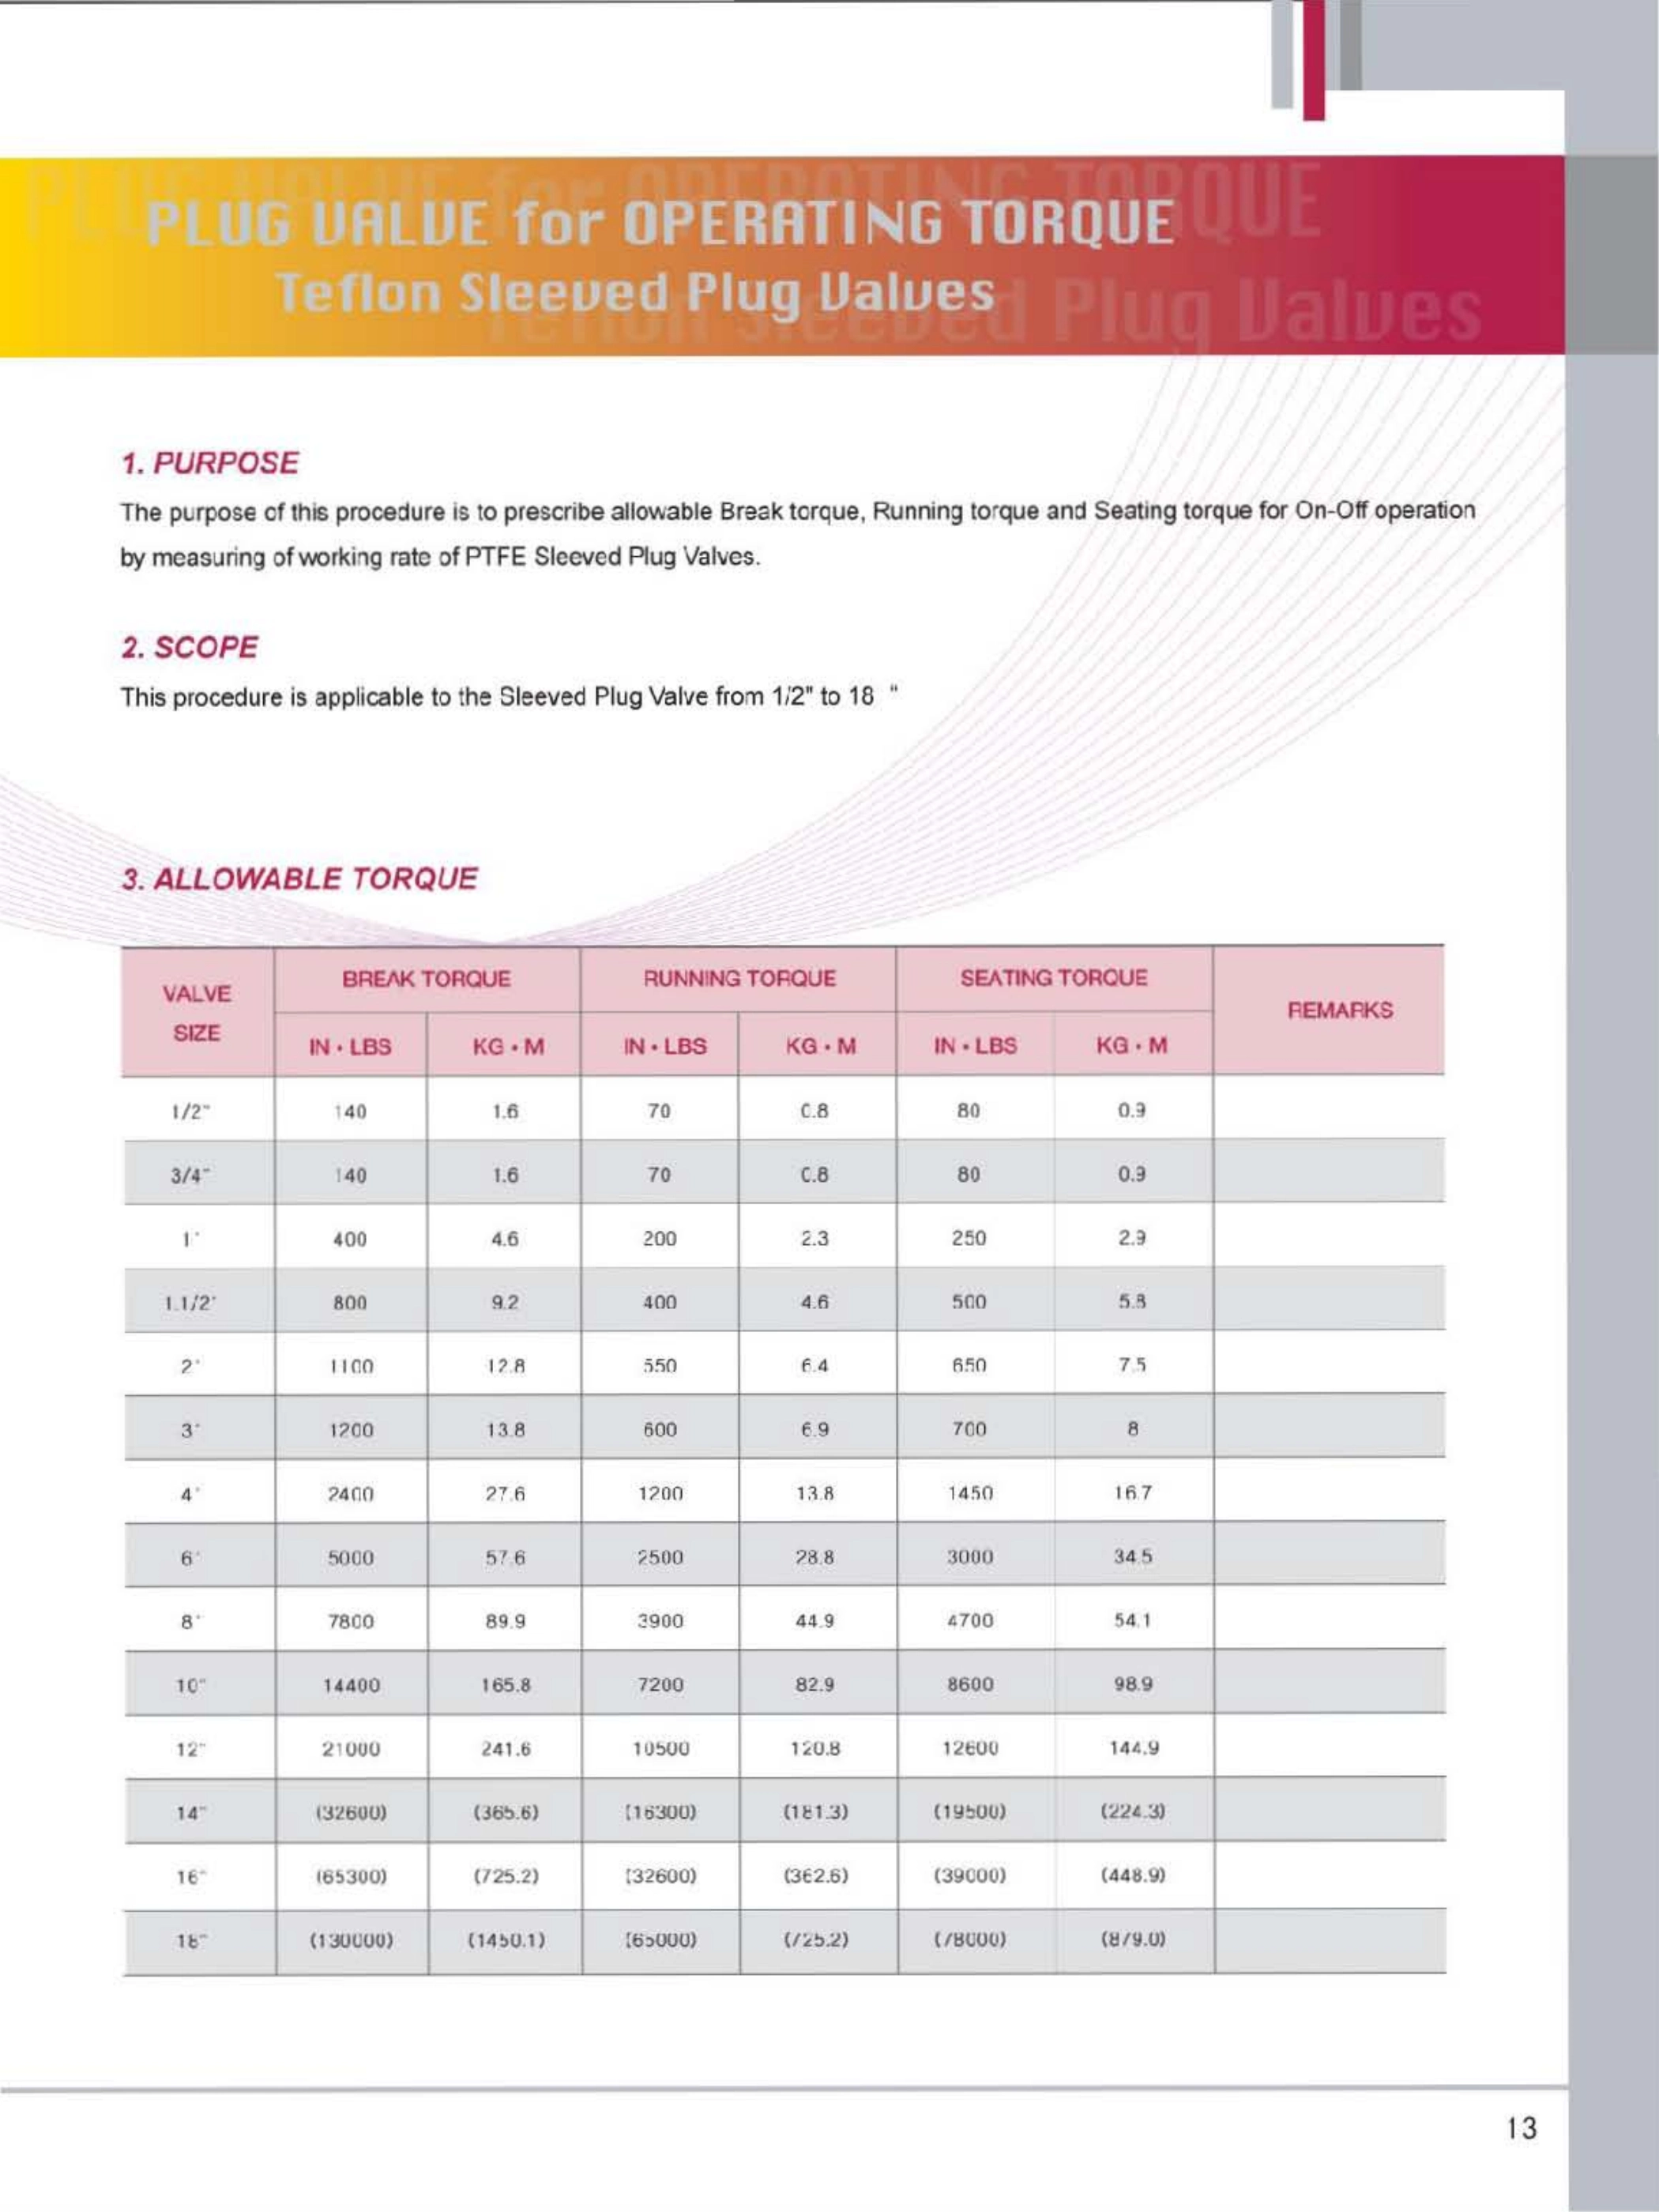 PLUG VALVE for OPERATING TORQUE
Teflon Sleeved Plug Valves
1. PURPOSE
The purpose of this procedure is to prescribe allowable Break torque, Running torque and Seating torque for On-Off operation
by measuring of working rate of PTFE Sleeved Plug Valves.
2. SCOPE
This procedure is applicable to the Sleeved Plug Valve from 1/2" to 18 "
3. ALLOWABLE TORQUE
VALVE SIZE BREAK TORQUE RUNNING TORQUE SEATING TORQUE REMARKS
IN · LBS KG · M IN · LBS KG · M IN · LBS KG · M
1/2" 140 1.6 70 0.8 80 0.9
3/4" 140 1.6 70 0.8 80 0.9
1" 400 4.6 200 2.3 250 2.9
1.1/2" 800 9.2 400 4.6 500 5.8
2" 1100 12.8 550 6.4 650 7.5
3" 1200 13.8 600 6.9 700 8
4" 2400 27.6 1200 13.8 1450 16.7
6" 5000 57.6 2500 28.8 3000 34.5
8" 7800 89.9 3900 44.9 4700 54.1
10" 14400 165.8 7200 82.9 8600 98.9
12" 21000 241.6 10500 120.8 12600 144.9
14" (32600) (365.6) (16300) (181.3) (19500) (224.3)
16" (65300) (725.2) (32600) (362.6) (39000) (448.9)
18" (130000) (1450.1) (65000) (725.2) (78000) (879.0)
13